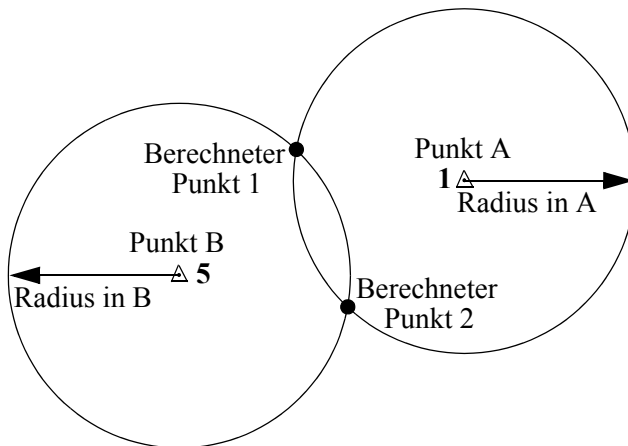 Berechneter
Punkt 1
Punkt A
1
Radius in A
Punkt B
5
Radius in B
Berechneter
Punkt 2